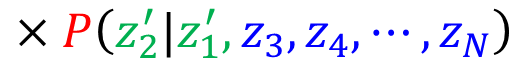 × P(z′₂|z′₁, z₃, z₄, ⋯, z_N)